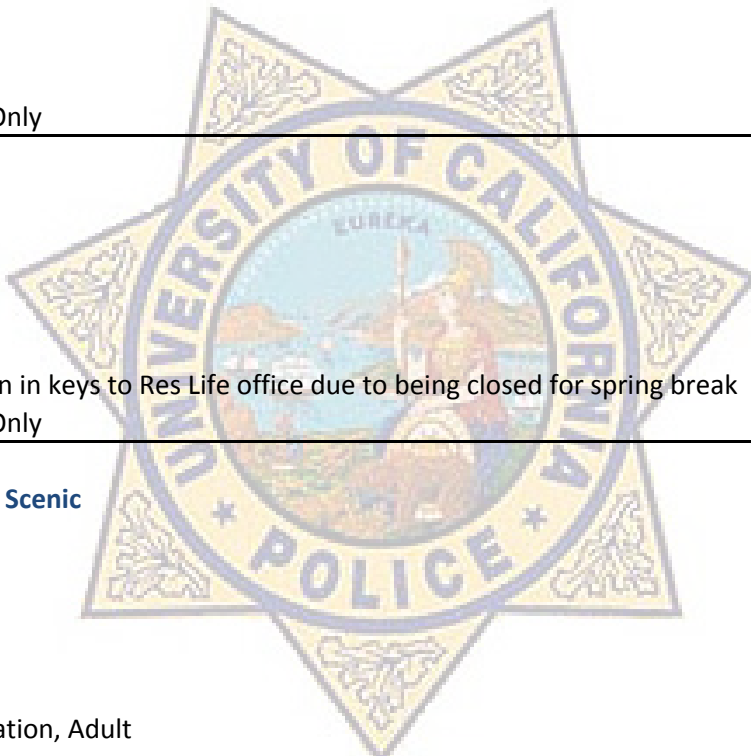 Only
UNIVERSITY OF CALIFORNIA
EUREKA
n in keys to Res Life office due to being closed for spring break
Only
Scenic
POLICE
ation, Adult